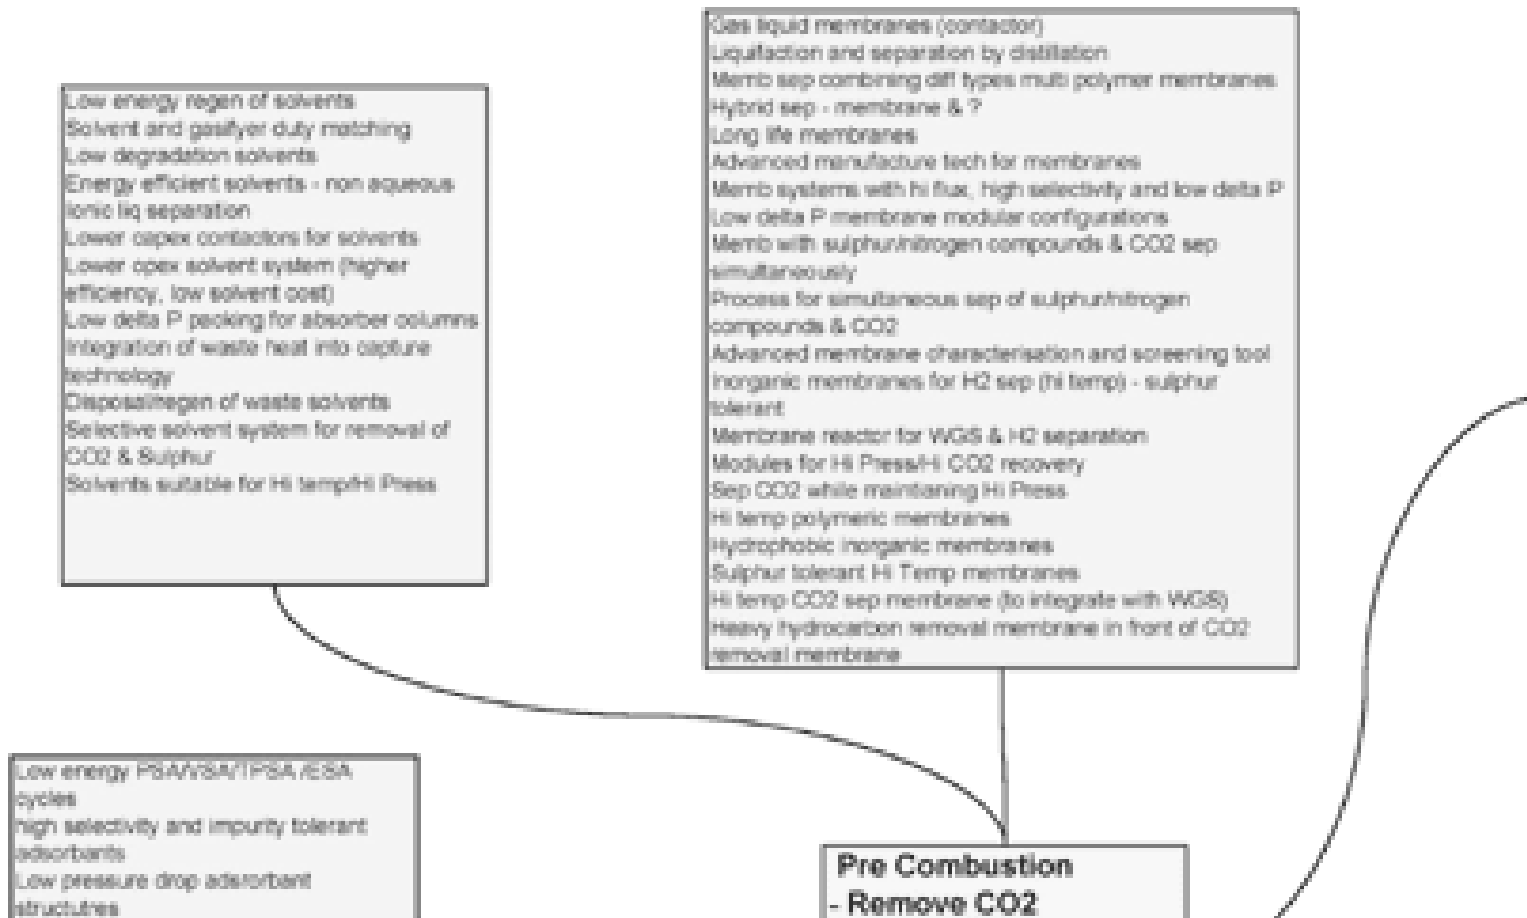 Low energy regen of solvents
Solvent and gasifyer duty matching
Low degradation solvents
Energy efficient solvents - non aqueous
Ionic liq separation
Lower capex contactors for solvents
Lower opex solvent system (higher
efficiency, low solvent cost)
Low delta P packing for absorber columns
Integration of waste heat into capture
technology
Disposal/regen of waste solvents
Selective solvent system for removal of
CO2 & Sulphur
Solvents suitable for Hi temp/Hi Press
Gas liquid membranes (contactor)
Liquifaction and separation by distillation
Memb sep combining diff types multi polymer membranes
Hybrid sep - membrane & ?
Long life membranes
Advanced manufacture tech for membranes
Memb systems with hi flux, high selectivity and low delta P
Low delta P membrane modular configurations
Memb with sulphur/nitrogen compounds & CO2 sep
simultaneously
Process for simultaneous sep of sulphur/nitrogen
compounds & CO2
Advanced membrane characterisation and screening tool
Inorganic membranes for H2 sep (hi temp) - sulphur
tolerant
Membrane reactor for WGS & H2 separation
Modules for Hi Press/Hi CO2 recovery
Sep CO2 while maintianing Hi Press
Hi temp polymeric membranes
Hydrophobic inorganic membranes
Sulphur tolerant Hi Temp membranes
Hi temp CO2 sep membrane (to integrate with WGS)
Heavy hydrocarbon removal membrane in front of CO2
removal membrane
Low energy PSA/VSA/TPSA /ESA
cycles
high selectivity and impurity tolerant
adsorbants
Low pressure drop adsrorbant
structutres
Pre Combustion
- Remove CO2